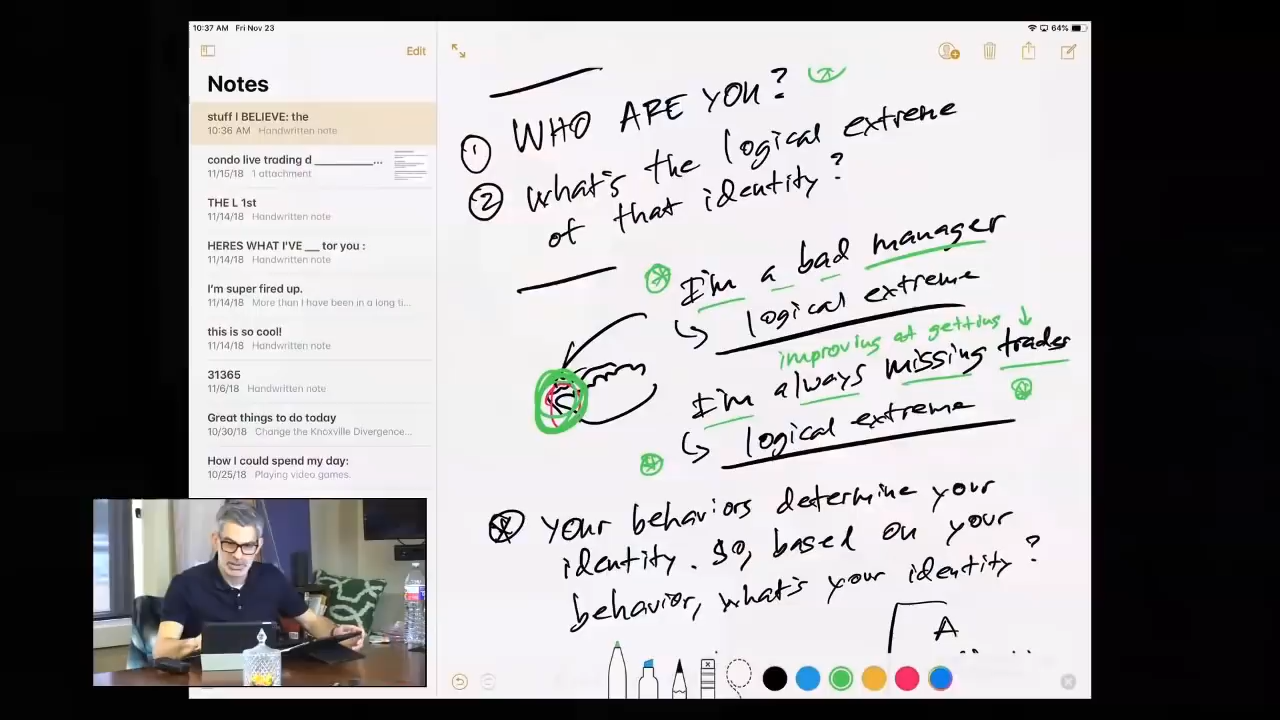 10:37 AM Fri Nov 23
64%
Edit
Notes
stuff I BELIEVE: the
10:36 AM Handwritten note
condo live trading d ______________...
11/15/18 1 attachment
THE L 1st
11/14/18 Handwritten note
HERES WHAT I'VE ___ tor you :
11/14/18 Handwritten note
I'm super fired up.
11/14/18 More than I have been in a long ti...
this is so cool!
11/14/18 Handwritten note
31365
11/6/18 Handwritten note
Great things to do today
10/30/18 Change the Knoxville Divergence...
How I could spend my day:
10/25/18 Playing video games.
1 WHO ARE YOU?
2 What's the logical extreme
of that identity?
I'm a bad manager
logical extreme
improving at getting
I'm always missing trades
logical extreme
Your behaviors determine your
identity. So, based on your
behavior, what's your identity?
A